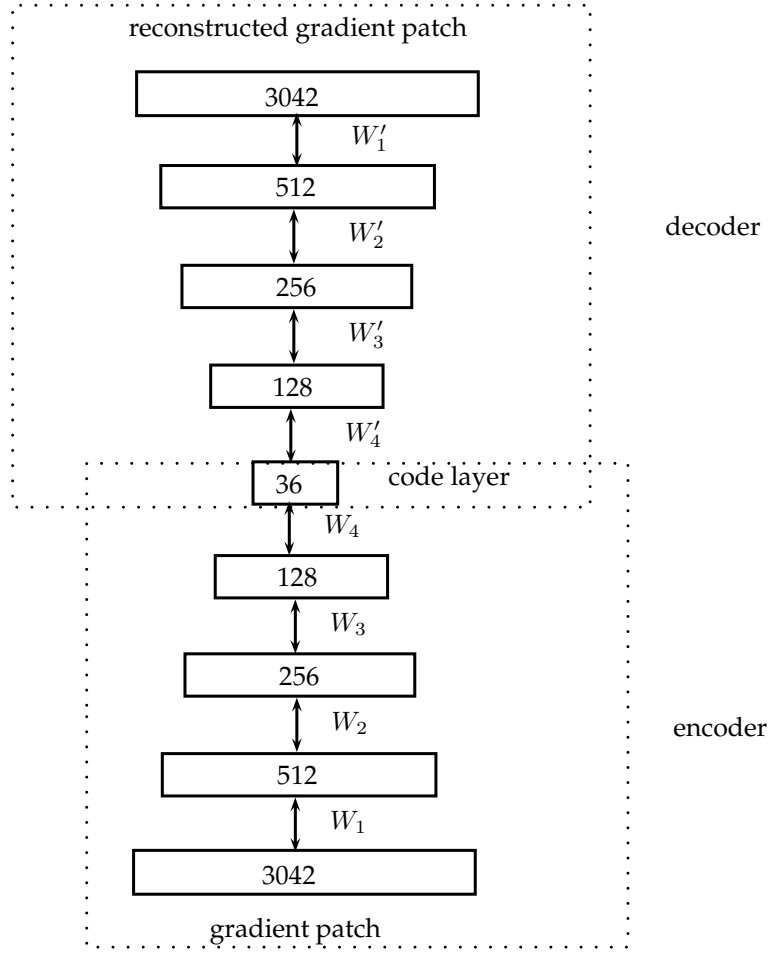 reconstructed gradient patch
3042
W′₁
512
W′₂
decoder
256
W′₃
128
W′₄
36
code layer
W₄
128
W₃
256
W₂
encoder
512
W₁
3042
gradient patch